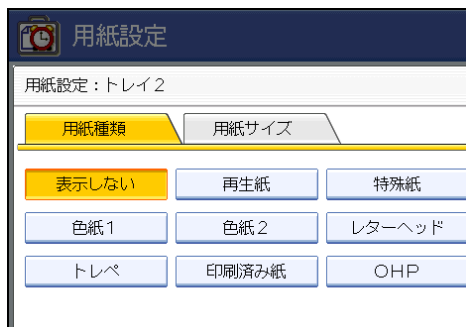 用紙設定
用紙設定：トレイ２
用紙種類 用紙サイズ
表示しない 再生紙 特殊紙
色紙１ 色紙２ レターヘッド
トレペ 印刷済み紙 ＯＨＰ